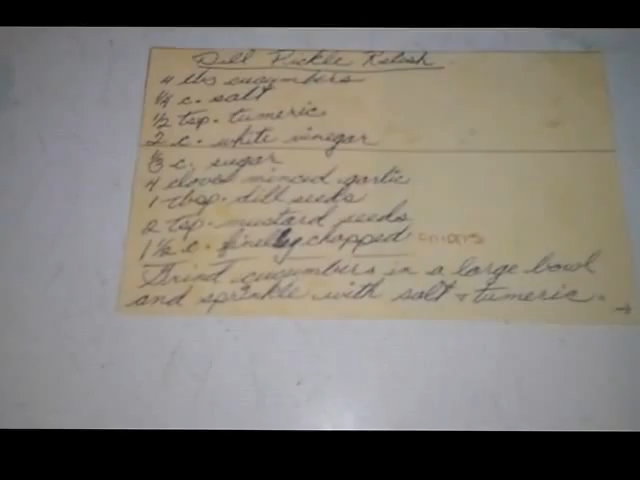 Dill Pickle Relish
4 lbs cucumbers
1/4 c. salt
1/2 tsp. tumeric
2 c. white vinegar
1/3 c. sugar
4 cloves minced garlic
1 tbsp. dill seeds
2 tsp. mustard seeds
1 1/2 c. finely chopped onions
Grind cucumbers in a large bowl
and sprinkle with salt + tumeric. →